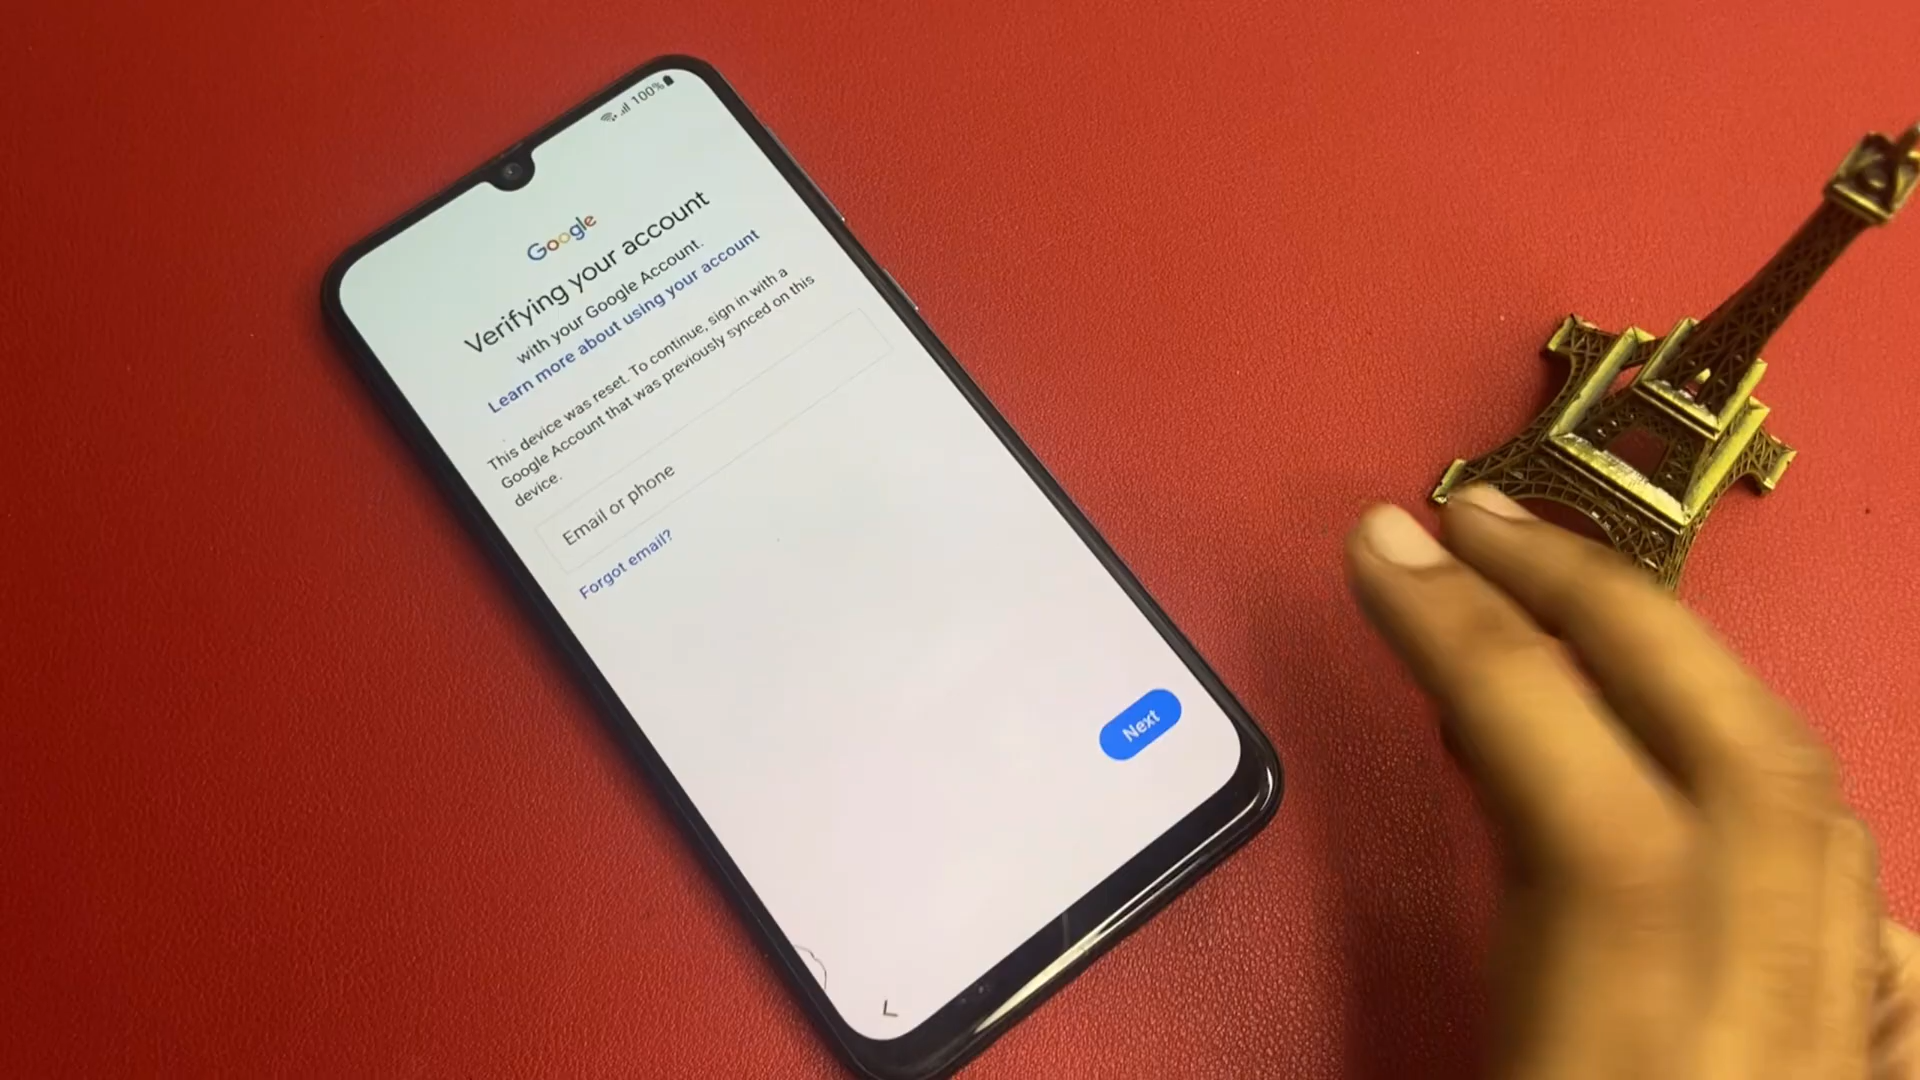 100%
Google
Verifying your account
with your Google Account.
Learn more about using your account
This device was reset. To continue, sign in with a
Google Account that was previously synced on this
device.
Email or phone
Forgot email?
Next